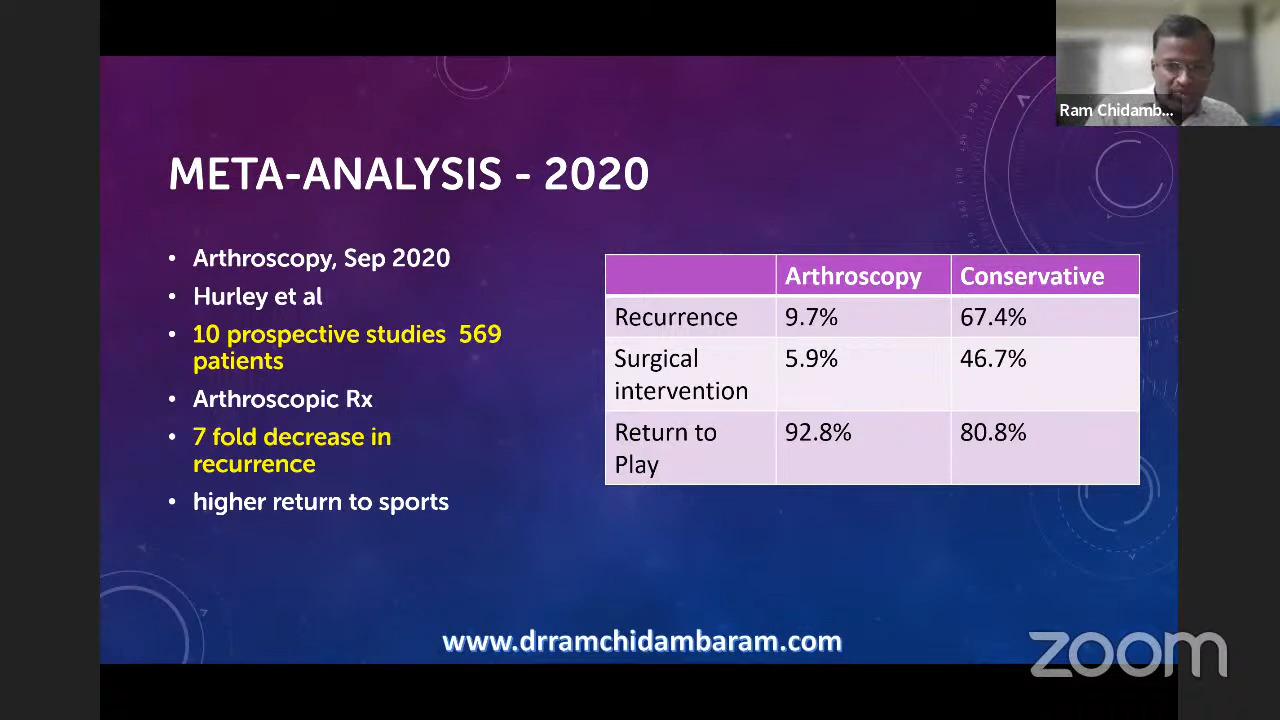 Ram Chidamb...
META-ANALYSIS - 2020
• Arthroscopy, Sep 2020
• Hurley et al
• 10 prospective studies 569
patients
• Arthroscopic Rx
• 7 fold decrease in
recurrence
• higher return to sports
Arthroscopy Conservative
Recurrence 9.7% 67.4%
Surgical 5.9% 46.7%
intervention
Return to 92.8% 80.8%
Play
www.drramchidambaram.com
zoom